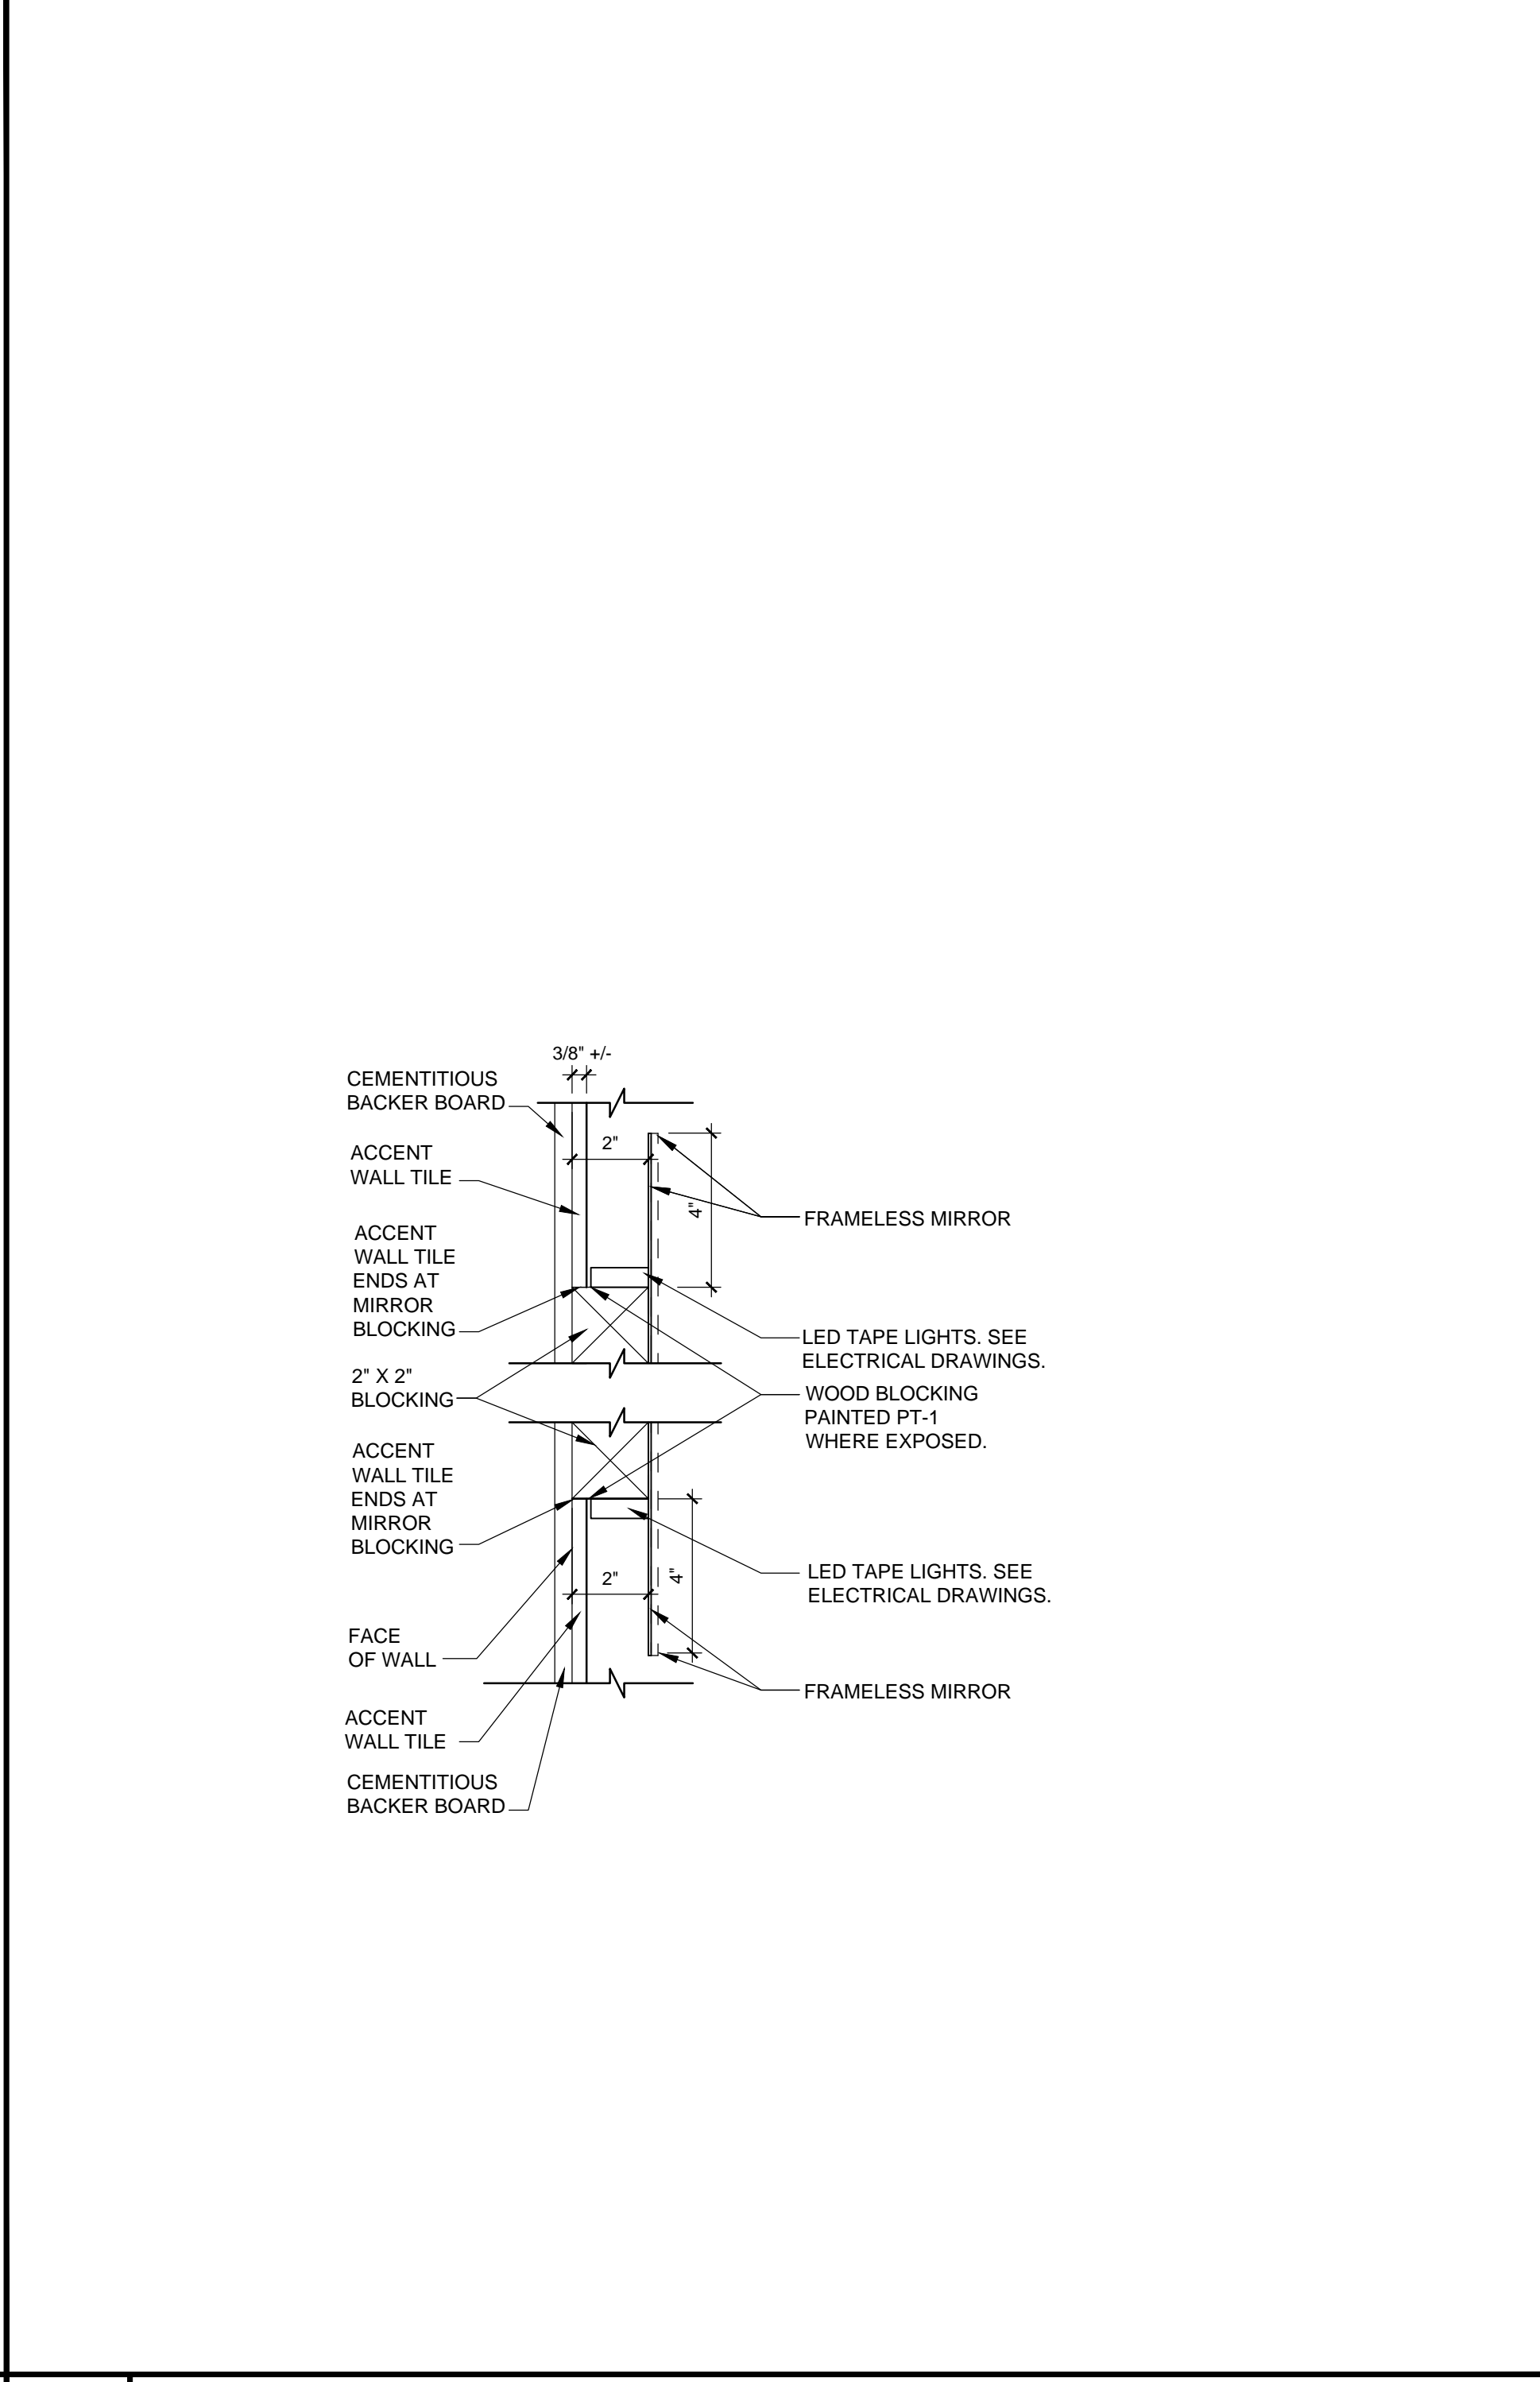 3/8" +/-
CEMENTITIOUS
BACKER BOARD
ACCENT
WALL TILE
ACCENT
WALL TILE
ENDS AT
MIRROR
BLOCKING
2" X 2"
BLOCKING
ACCENT
WALL TILE
ENDS AT
MIRROR
BLOCKING
FACE
OF WALL
ACCENT
WALL TILE
CEMENTITIOUS
BACKER BOARD
2"
4"
2"
4"
FRAMELESS MIRROR
LED TAPE LIGHTS. SEE
ELECTRICAL DRAWINGS.
WOOD BLOCKING
PAINTED PT-1
WHERE EXPOSED.
LED TAPE LIGHTS. SEE
ELECTRICAL DRAWINGS.
FRAMELESS MIRROR